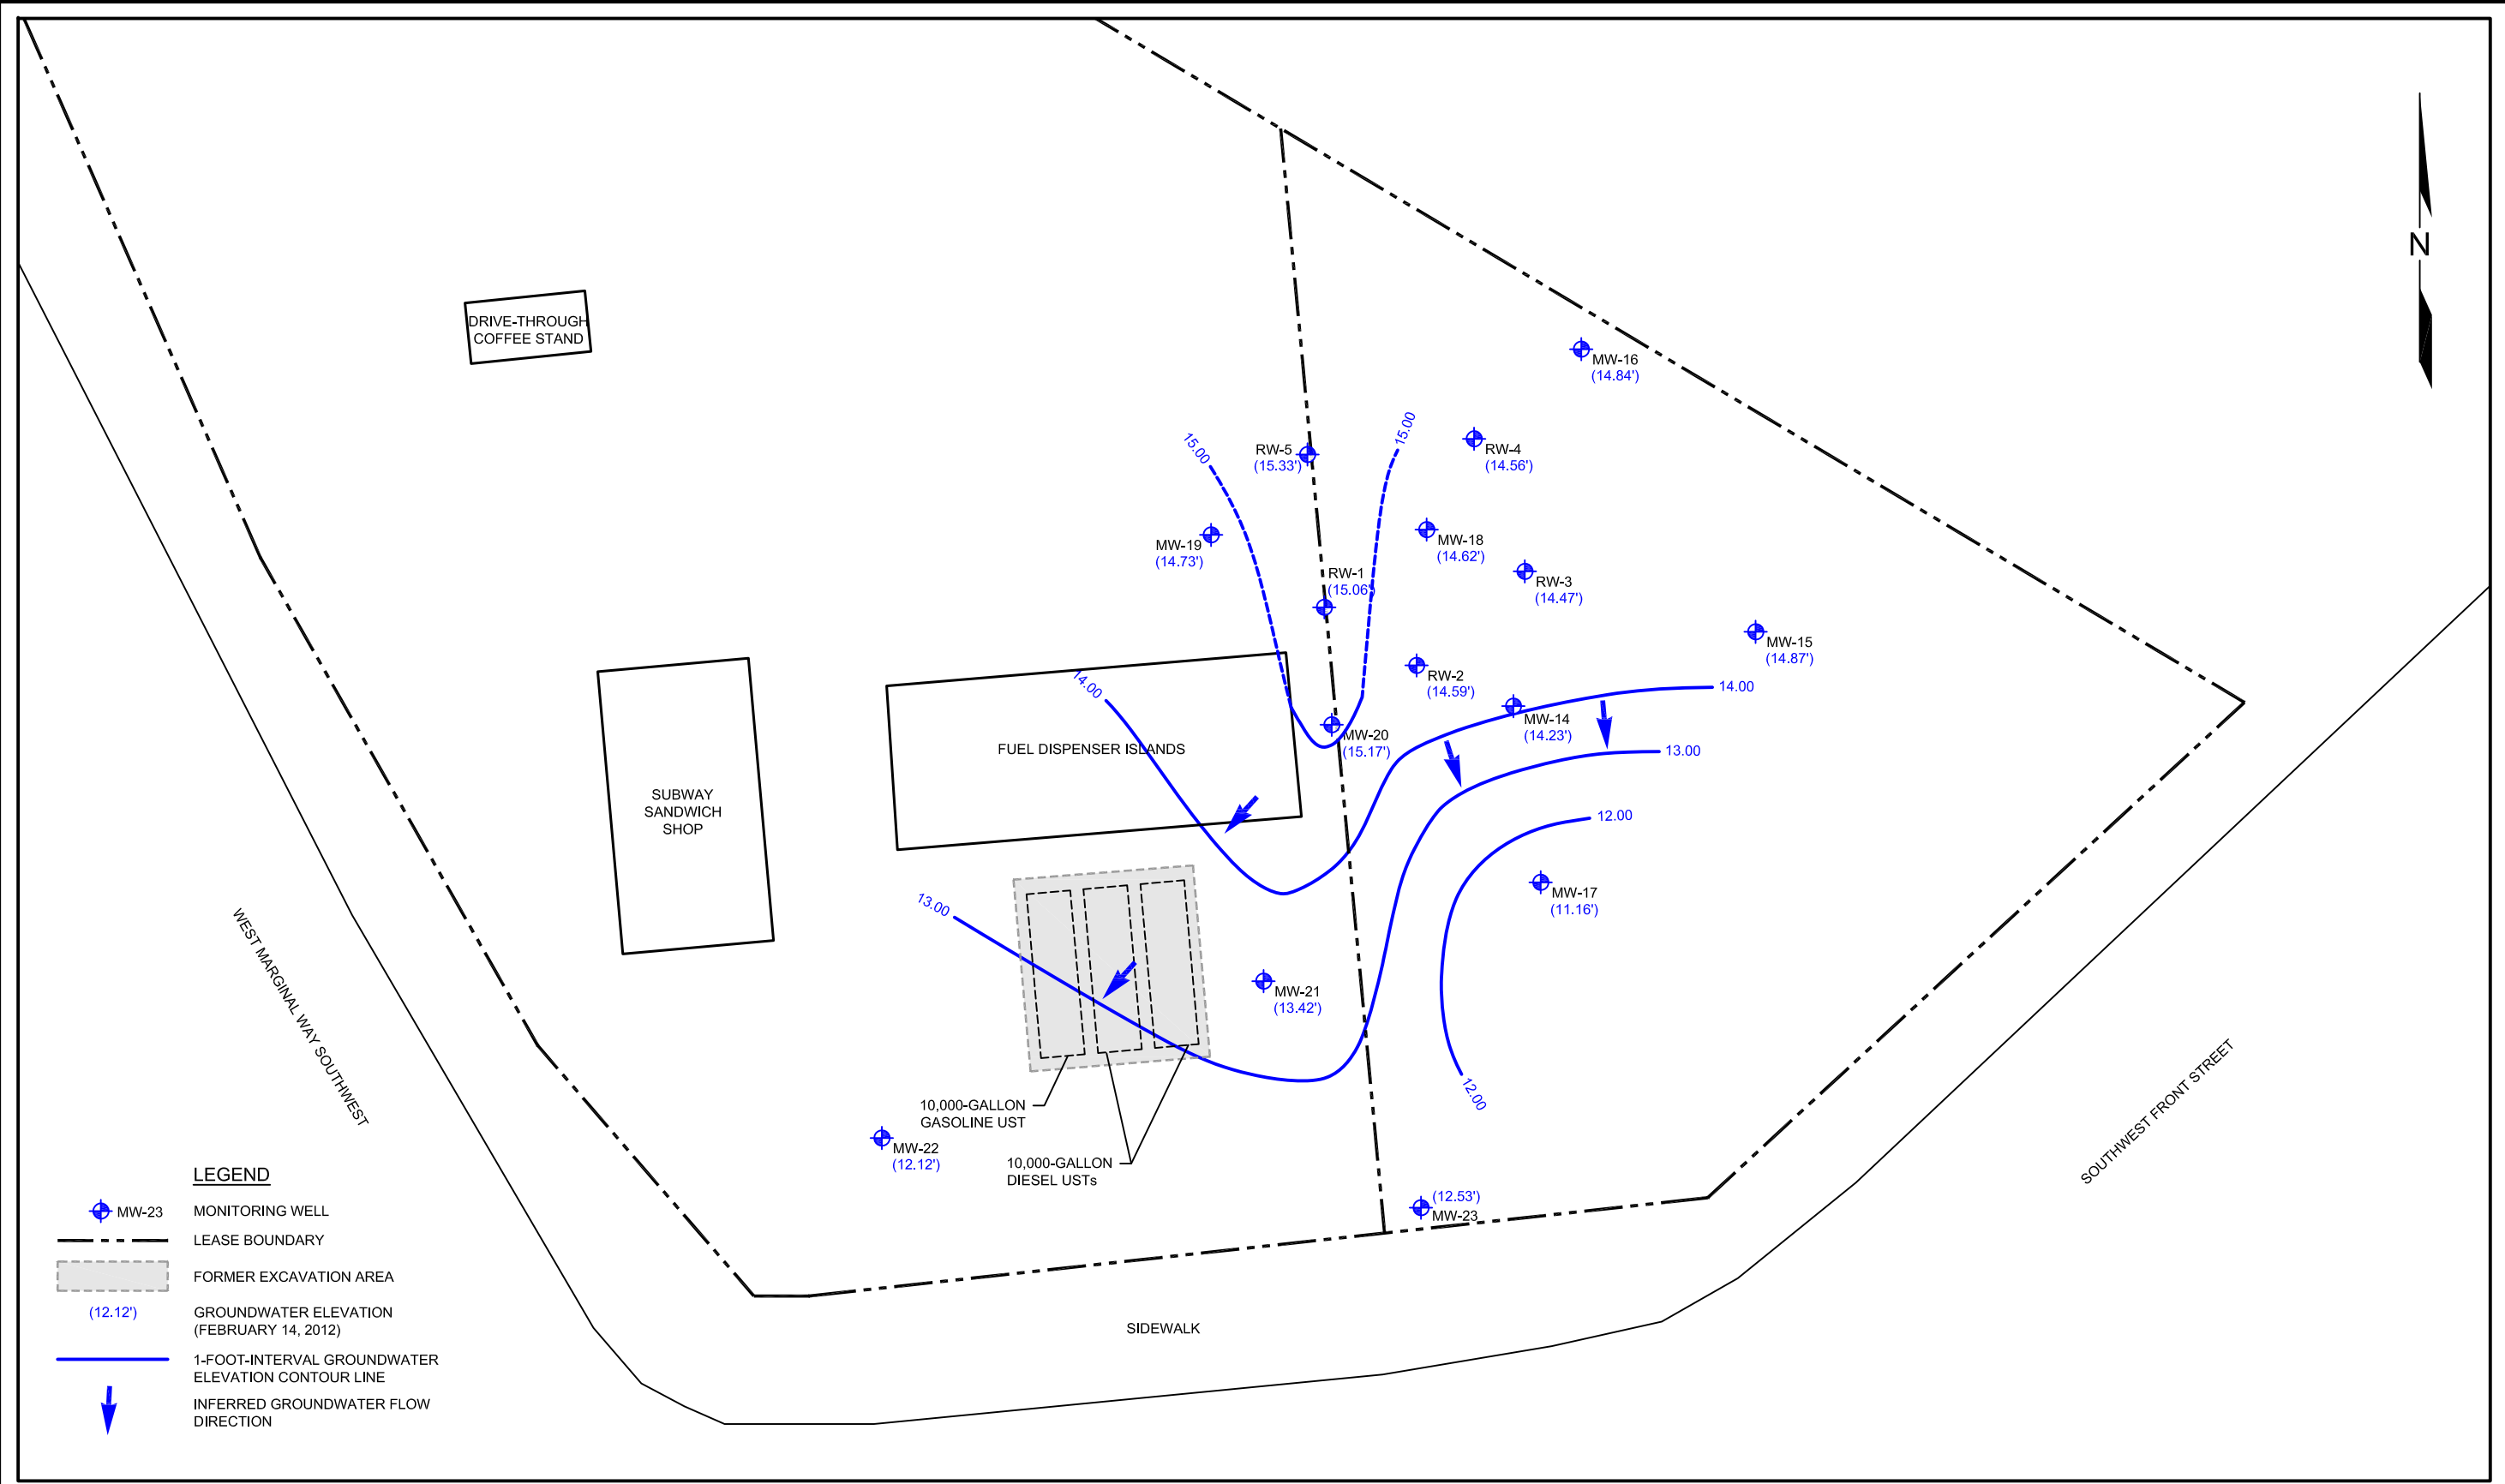 N
DRIVE-THROUGH
COFFEE STAND
MW-16
(14.84')
15.00
15.00
RW-5
(15.33')
RW-4
(14.56')
MW-19
(14.73')
MW-18
(14.62')
RW-1
(15.06')
RW-3
(14.47')
MW-15
(14.87')
RW-2
(14.59')
14.00
14.00
MW-14
(14.23')
MW-20
(15.17')
FUEL DISPENSER ISLANDS
13.00
SUBWAY
SANDWICH
SHOP
12.00
MW-17
(11.16')
13.00
MW-21
(13.42')
WEST MARGINAL WAY SOUTHWEST
12.00
SOUTHWEST FRONT STREET
10,000-GALLON
GASOLINE UST
MW-22
(12.12')
10,000-GALLON
DIESEL USTs
(12.53')
MW-23
SIDEWALK
LEGEND
MW-23 MONITORING WELL
LEASE BOUNDARY
FORMER EXCAVATION AREA
(12.12') GROUNDWATER ELEVATION
(FEBRUARY 14, 2012)
1-FOOT-INTERVAL GROUNDWATER
ELEVATION CONTOUR LINE
INFERRED GROUNDWATER FLOW
DIRECTION